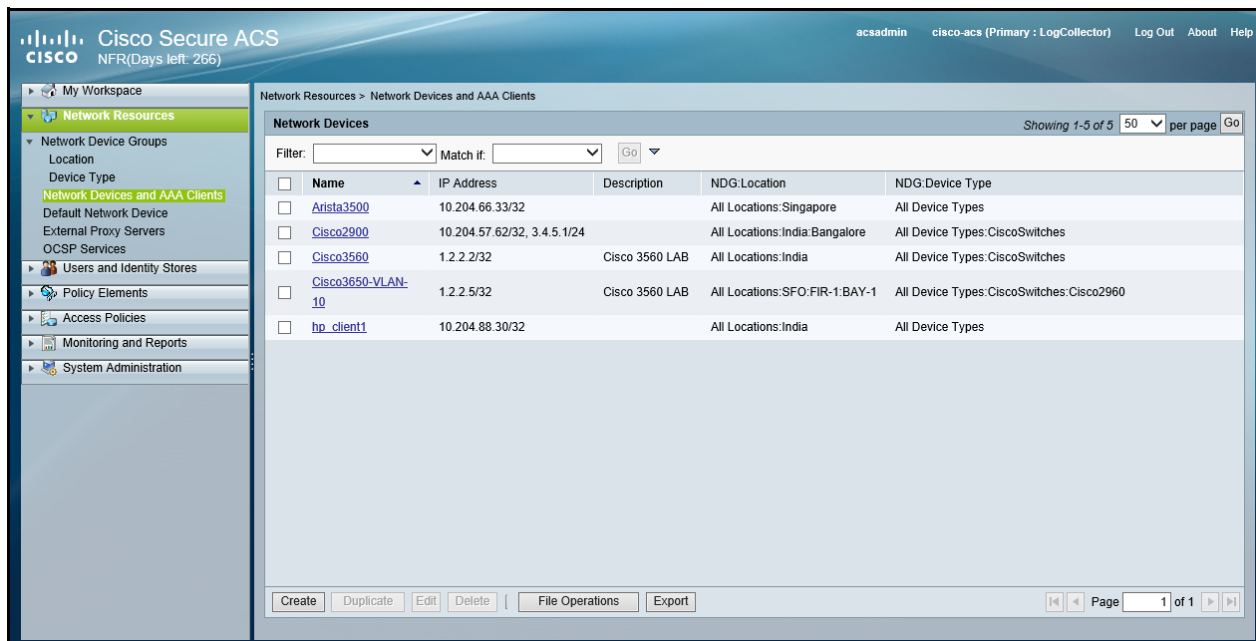 Cisco Secure ACS
CISCO NFR(Days left: 266)
acsadmin cisco-acs (Primary : LogCollector) Log Out About Help
My Workspace
Network Resources
Network Device Groups
Location
Device Type
Network Devices and AAA Clients
Default Network Device
External Proxy Servers
OCSP Services
Users and Identity Stores
Policy Elements
Access Policies
Monitoring and Reports
System Administration
Network Resources > Network Devices and AAA Clients
Network Devices Showing 1-5 of 5 50 per page Go
Filter: Match if: Go
Name IP Address Description NDG:Location NDG:Device Type
Arista3500 10.204.66.33/32 All Locations:Singapore All Device Types
Cisco2900 10.204.57.62/32, 3.4.5.1/24 All Locations:India:Bangalore All Device Types:CiscoSwitches
Cisco3560 1.2.2.2/32 Cisco 3560 LAB All Locations:India All Device Types:CiscoSwitches
Cisco3650-VLAN-
10 1.2.2.5/32 Cisco 3560 LAB All Locations:SFO:FIR-1:BAY-1 All Device Types:CiscoSwitches:Cisco2960
hp_client1 10.204.88.30/32 All Locations:India All Device Types
Create Duplicate Edit Delete | File Operations Export Page 1 of 1